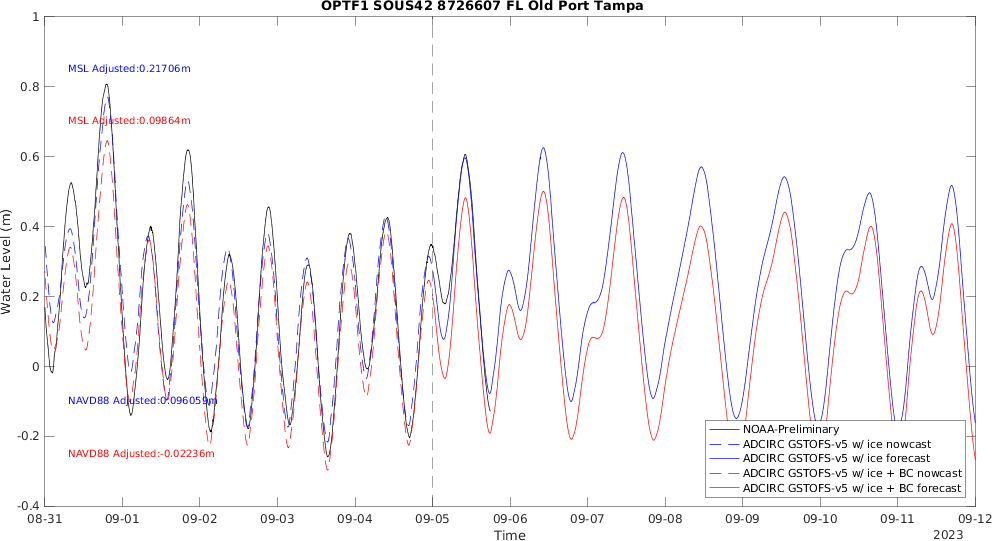 OPTF1 SOUS42 8726607 FL Old Port Tampa
1
0.8
0.6
0.4
0.2
0
-0.2
-0.4
Water Level (m)
MSL Adjusted:0.21706m
MSL Adjusted:0.09864m
NAVD88 Adjusted:0.096059m
NAVD88 Adjusted:-0.02236m
NOAA-Preliminary
ADCIRC GSTOFS-v5 w/ ice nowcast
ADCIRC GSTOFS-v5 w/ ice forecast
ADCIRC GSTOFS-v5 w/ ice + BC nowcast
ADCIRC GSTOFS-v5 w/ ice + BC forecast
08-31 09-01 09-02 09-03 09-04 09-05 09-06 09-07 09-08 09-09 09-10 09-11 09-12
Time
2023